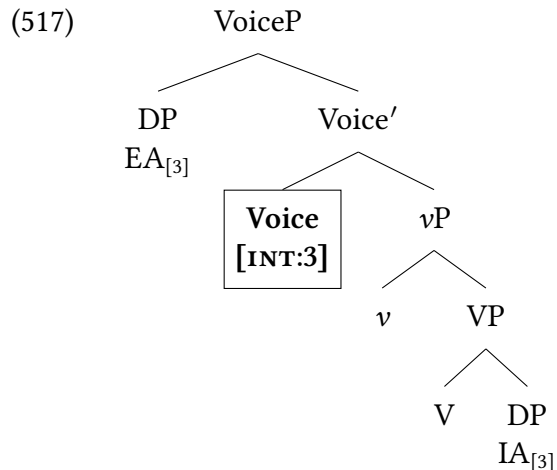 (517) VoiceP
DP Voice′
EA[3]
Voice vP
[INT:3]
v VP
V DP
IA[3]